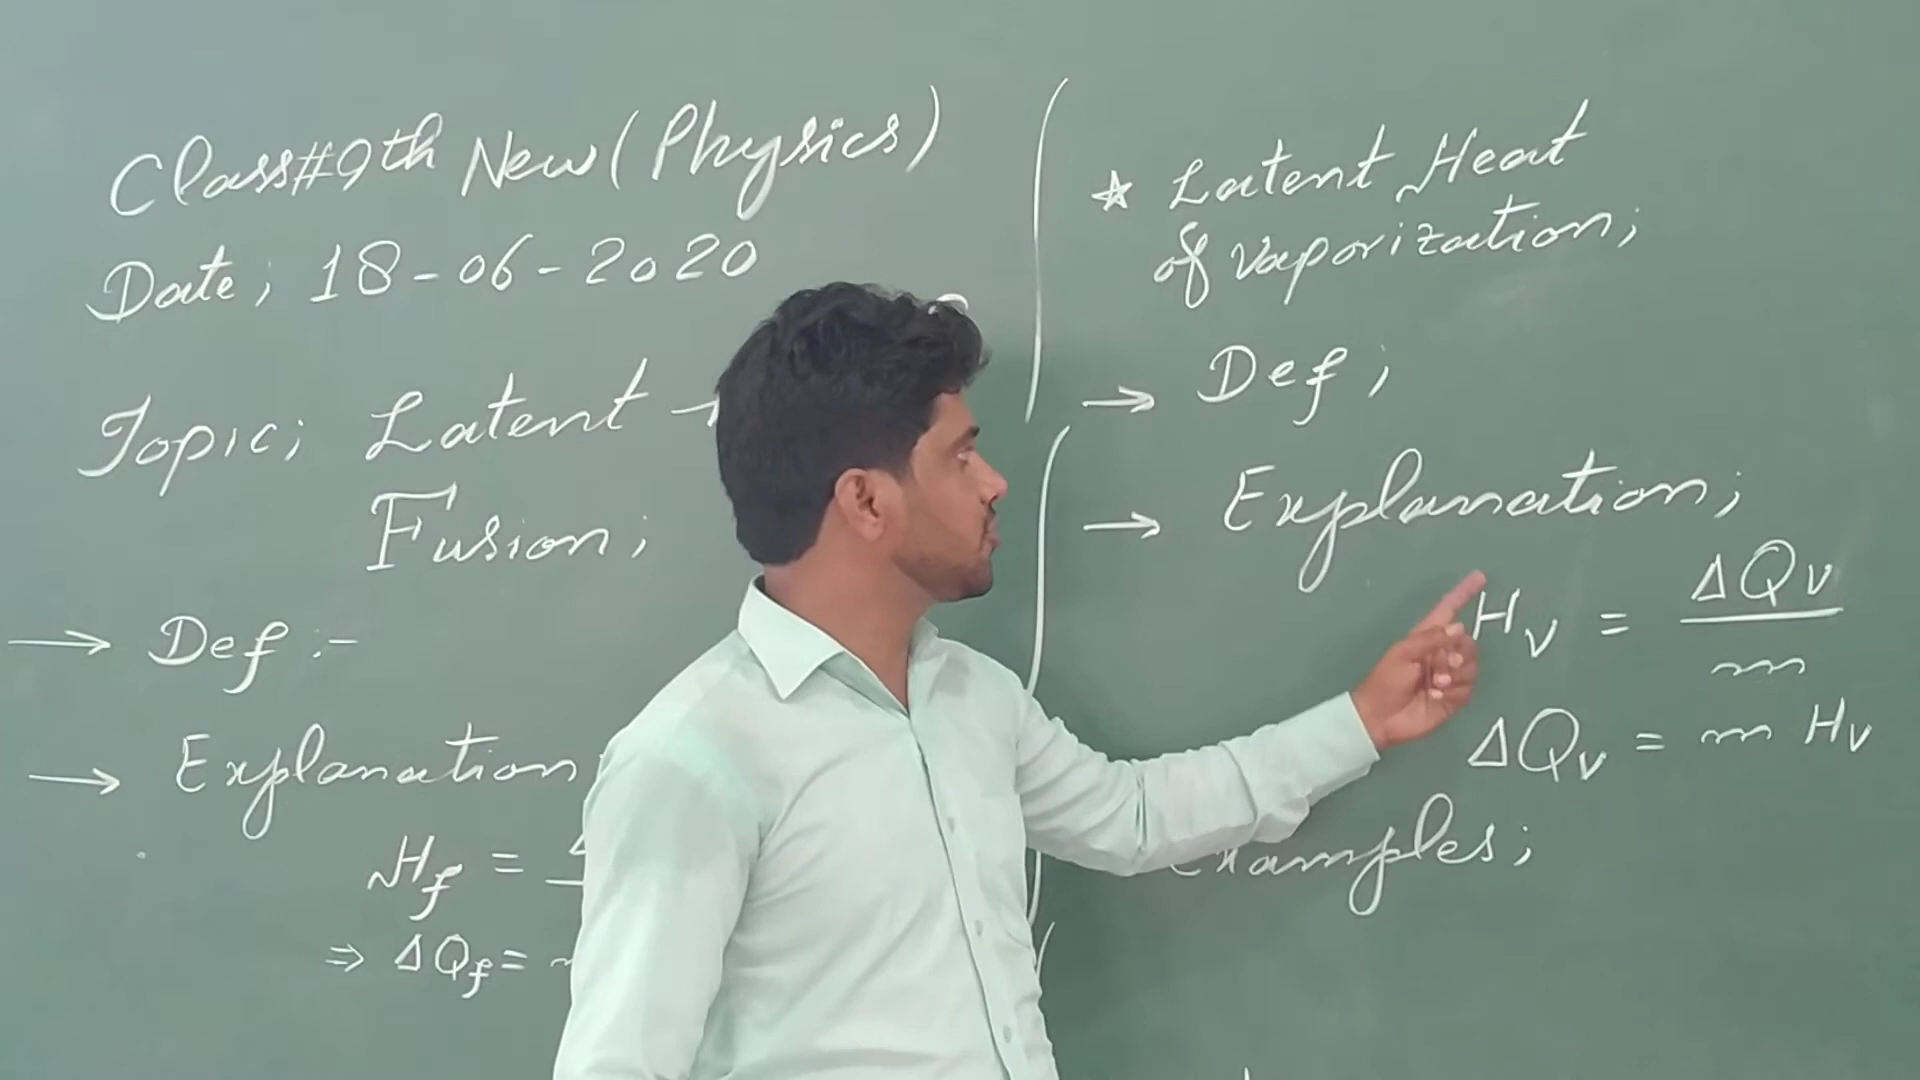 Class#9th New (Physics)
Date; 18-06-2020
Topic; Latent
Fusion;
→ Def :-
→ Explanation
Hf =
⇒ ΔQf =
☆ Latent Heat
of Vaporization;
→ Def;
→ Explanation;
Hv = ΔQv / m
ΔQv = m Hv
Examples;